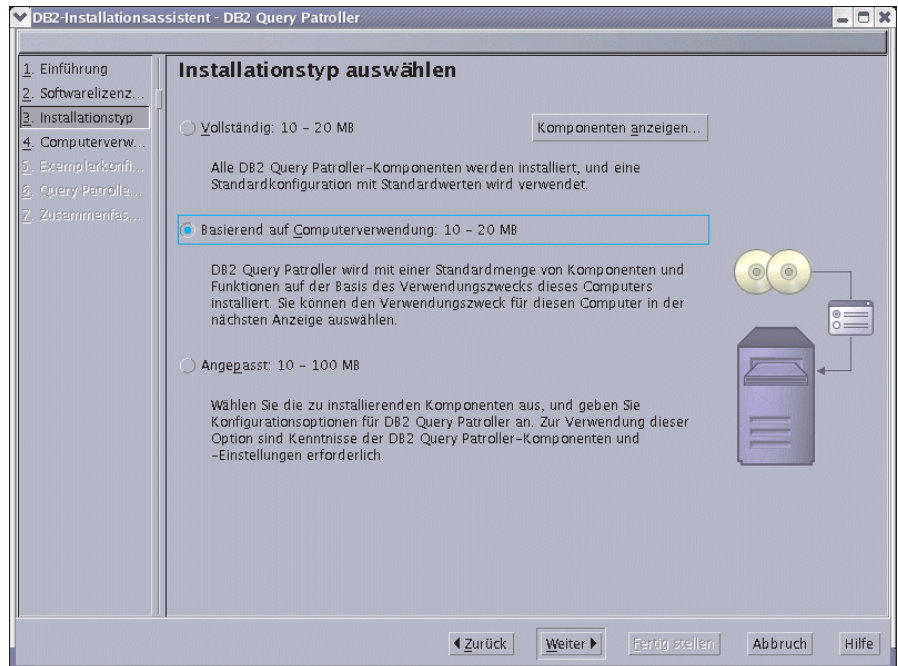 DB2-Installationsassistent - DB2 Query Patroller
1. Einführung
2. Softwarelizenz...
3. Installationstyp
4. Computerverw...
5. Exemplarkonfi...
6. Query Patrolle...
7. Zusammenfas...
Installationstyp auswählen
Vollständig: 10 – 20 MB
Komponenten anzeigen...
Alle DB2 Query Patroller-Komponenten werden installiert, und eine
Standardkonfiguration mit Standardwerten wird verwendet.
Basierend auf Computerverwendung: 10 – 20 MB
DB2 Query Patroller wird mit einer Standardmenge von Komponenten und
Funktionen auf der Basis des Verwendungszwecks dieses Computers
installiert. Sie können den Verwendungszweck für diesen Computer in der
nächsten Anzeige auswählen.
Angepasst: 10 – 100 MB
Wählen Sie die zu installierenden Komponenten aus, und geben Sie
Konfigurationsoptionen für DB2 Query Patroller an. Zur Verwendung dieser
Option sind Kenntnisse der DB2 Query Patroller-Komponenten und
-Einstellungen erforderlich.
Zurück
Weiter
Fertig stellen
Abbruch
Hilfe